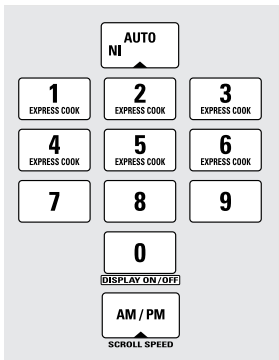 AUTO
NI
1 2 3
EXPRESS COOK EXPRESS COOK EXPRESS COOK
4 5 6
EXPRESS COOK EXPRESS COOK EXPRESS COOK
7 8 9
0
DISPLAY ON/OFF
AM / PM
SCROLL SPEED